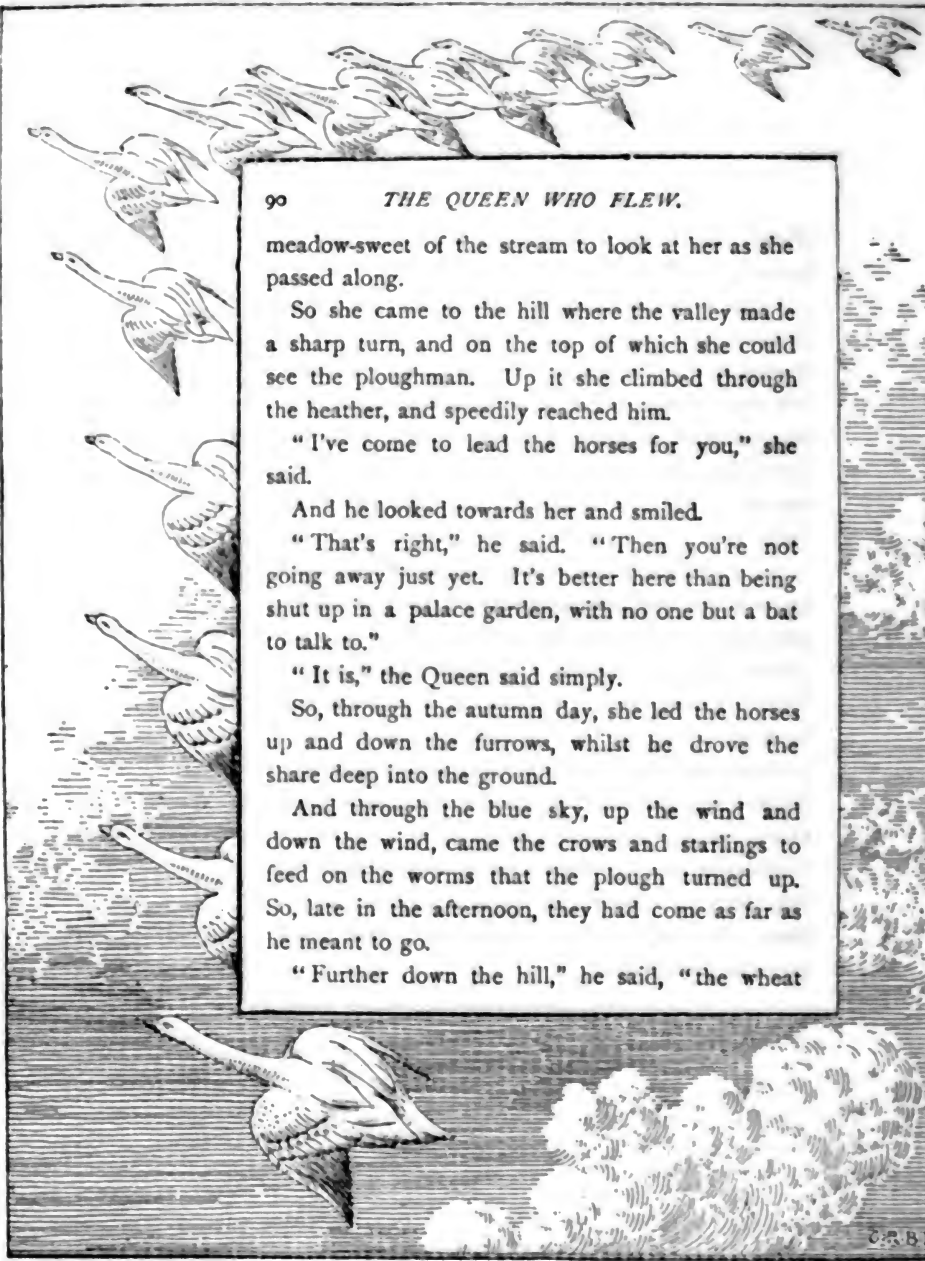 90 THE QUEEN WHO FLEW.
meadow-sweet of the stream to look at her as she
passed along.
So she came to the hill where the valley made
a sharp turn, and on the top of which she could
see the ploughman. Up it she climbed through
the heather, and speedily reached him.
"I've come to lead the horses for you," she
said.
And he looked towards her and smiled.
"That's right," he said. "Then you're not
going away just yet. It's better here than being
shut up in a palace garden, with no one but a bat
to talk to."
"It is," the Queen said simply.
So, through the autumn day, she led the horses
up and down the furrows, whilst he drove the
share deep into the ground.
And through the blue sky, up the wind and
down the wind, came the crows and starlings to
feed on the worms that the plough turned up.
So, late in the afternoon, they had come as far as
he meant to go.
"Further down the hill," he said, "the wheat